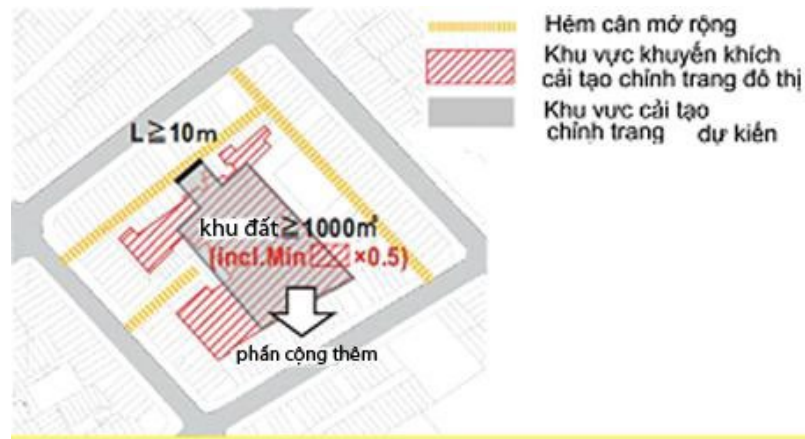 Hẻm cần mở rộng
Khu vực khuyến khích
cải tạo chỉnh trang đô thị
Khu vưc cải tạo
chỉnh trang dự kiến
L≧10m
khu đất≧1000㎡
(incl.Min ×0.5)
phần cộng thêm